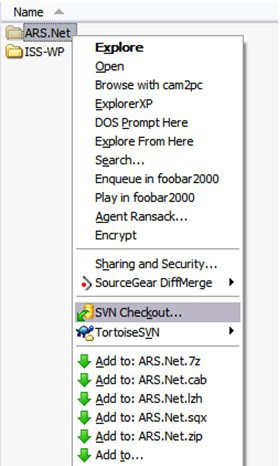 Name
ARS.Net
ISS-WP
Explore
Open
Browse with cam2pc
ExplorerXP
DOS Prompt Here
Explore From Here
Search...
Enqueue in foobar2000
Play in foobar2000
Agent Ransack...
Encrypt
Sharing and Security...
SourceGear DiffMerge
SVN Checkout...
TortoiseSVN
Add to: ARS.Net.7z
Add to: ARS.Net.cab
Add to: ARS.Net.lzh
Add to: ARS.Net.sqx
Add to: ARS.Net.zip
Add to...